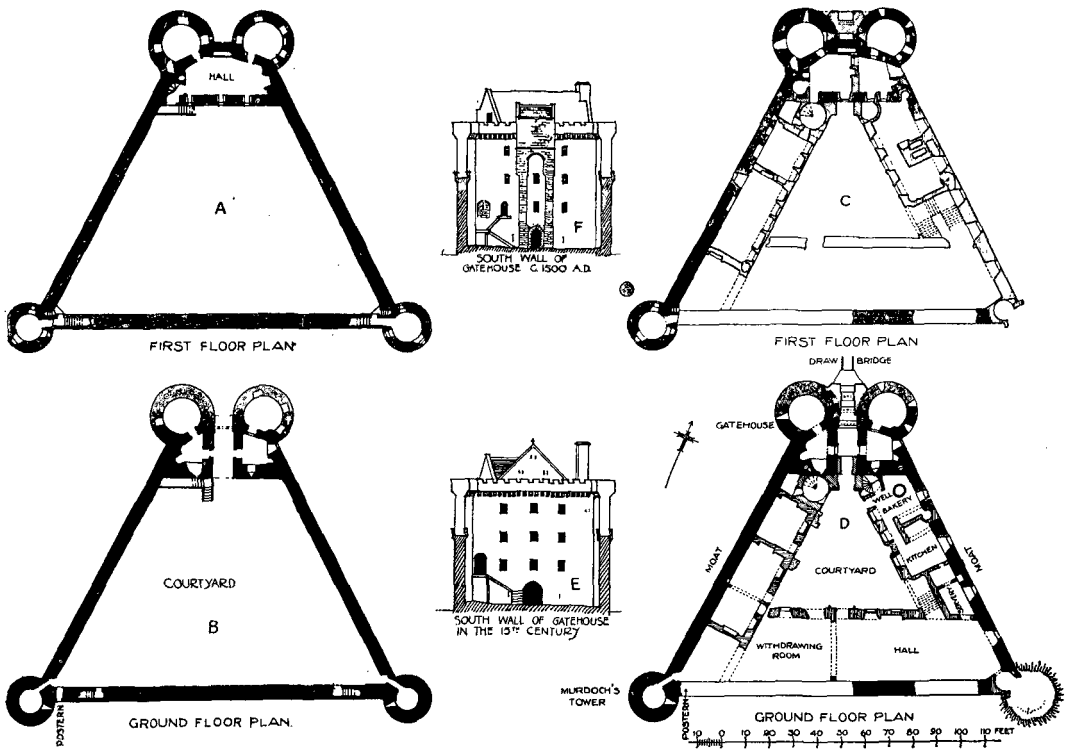 HALL
A
FIRST FLOOR PLAN
F
SOUTH WALL OF
GATEHOUSE C. 1500 A.D.
C
FIRST FLOOR PLAN
COURTYARD
B
POSTERN
GROUND FLOOR PLAN.
E
SOUTH WALL OF GATEHOUSE
IN THE 15TH CENTURY
DRAW BRIDGE
GATEHOUSE
WELL
BAKERY
D
KITCHEN
MOAT
MOAT
COURTYARD
WITHDRAWING
ROOM
HALL
MURDOCH'S
TOWER
POSTERN
GROUND FLOOR PLAN
10 0 10 20 30 40 50 60 70 80 90 100 110 FEET